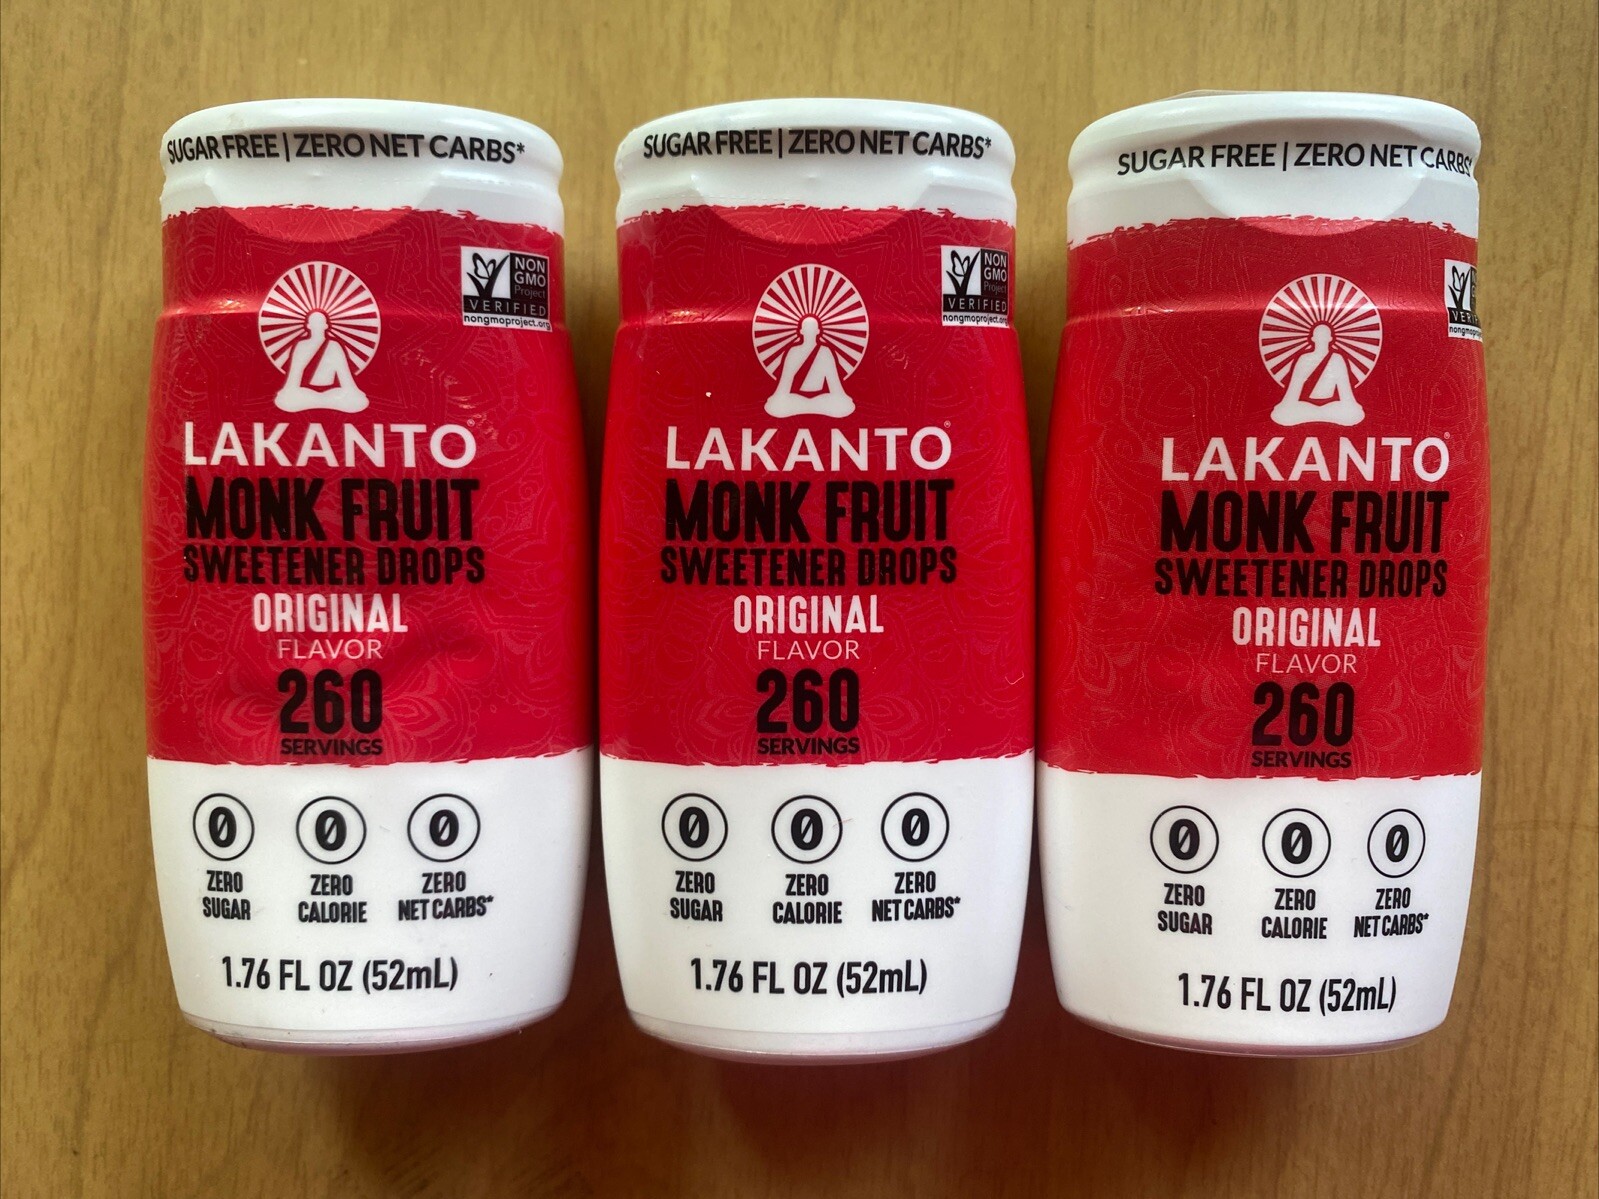 SUGAR FREE | ZERO NET CARBS*
NON
GMO
Project
VERIFIED
nongmoproject.org
LAKANTO®
MONK FRUIT
SWEETENER DROPS
ORIGINAL
FLAVOR
260
SERVINGS
0 0 0
ZERO SUGAR
ZERO CALORIE
ZERO NET CARBS*
1.76 FL OZ (52mL)
SUGAR FREE | ZERO NET CARBS*
NON
GMO
Project
VERIFIED
nongmoproject.org
LAKANTO®
MONK FRUIT
SWEETENER DROPS
ORIGINAL
FLAVOR
260
SERVINGS
0 0 0
ZERO SUGAR
ZERO CALORIE
ZERO NET CARBS*
1.76 FL OZ (52mL)
SUGAR FREE | ZERO NET CARBS*
LAKANTO®
MONK FRUIT
SWEETENER DROPS
ORIGINAL
FLAVOR
260
SERVINGS
0 0 0
ZERO SUGAR
ZERO CALORIE
ZERO NET CARBS*
1.76 FL OZ (52mL)